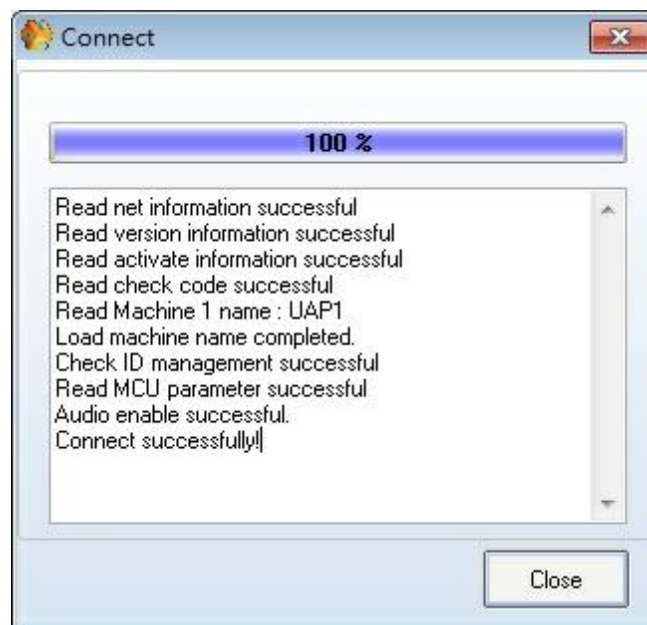 Connect
100 %
Read net information successful
Read version information successful
Read activate information successful
Read check code successful
Read Machine 1 name : UAP1
Load machine name completed.
Check ID management successful
Read MCU parameter successful
Audio enable successful.
Connect successfully!
Close